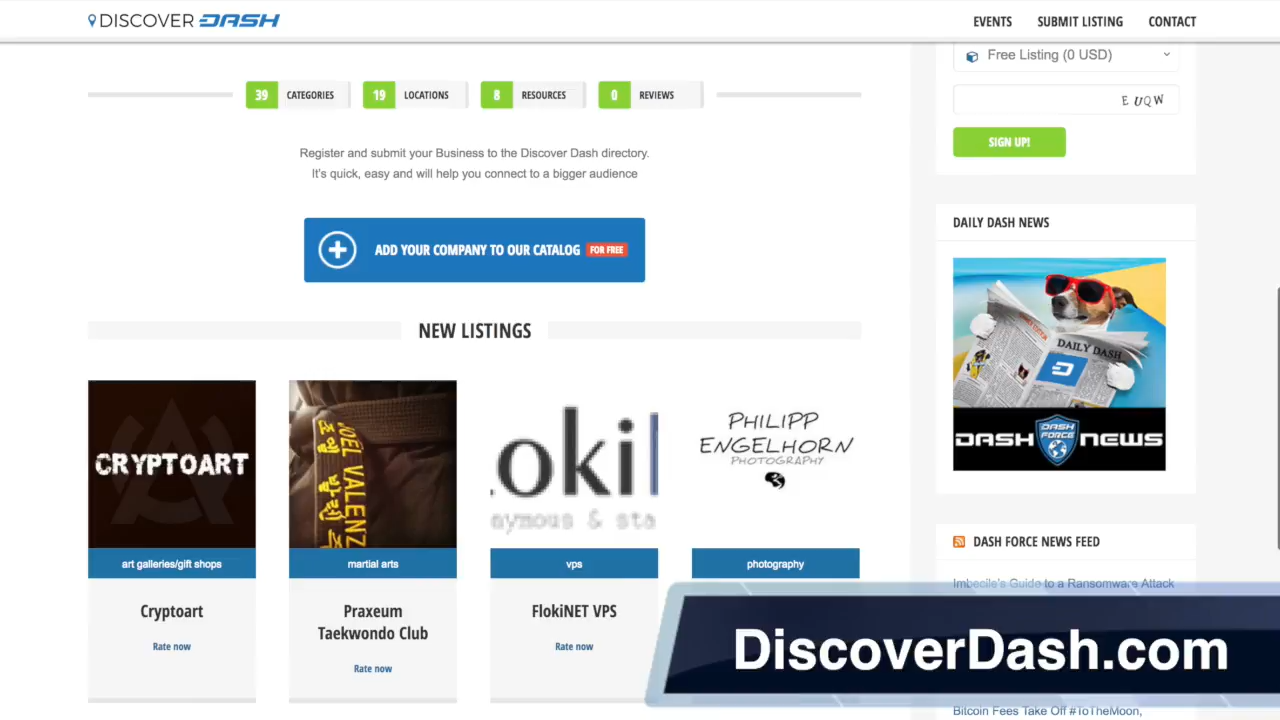 DISCOVER DASH
EVENTS
SUBMIT LISTING
CONTACT
Free Listing (0 USD)
E U Q W
SIGN UP!
39 CATEGORIES
19 LOCATIONS
8 RESOURCES
0 REVIEWS
Register and submit your Business to the Discover Dash directory.
It's quick, easy and will help you connect to a bigger audience
ADD YOUR COMPANY TO OUR CATALOG FOR FREE
NEW LISTINGS
CRYPTOART
art galleries/gift shops
Cryptoart
Rate now
JOEL VALENZ
martial arts
Praxeum
Taekwondo Club
Rate now
oki
nymous & sta
vps
FlokiNET VPS
Rate now
PHILIPP
ENGELHORN
PHOTOGRAPHY
photography
DAILY DASH NEWS
DAILY DASH
DASH FORCE NEWS
DASH FORCE NEWS FEED
Imbecile's Guide to a Ransomware Attack
DiscoverDash.com
Bitcoin Fees Take Off #ToTheMoon,